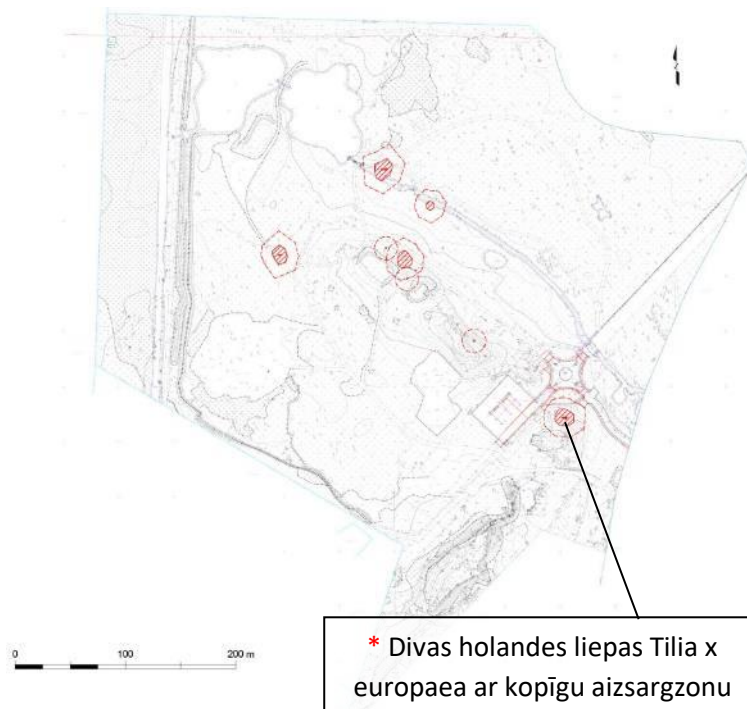 Z
0 100 200 m
* Divas holandes liepas Tilia x
europaea ar kopīgu aizsargzonu